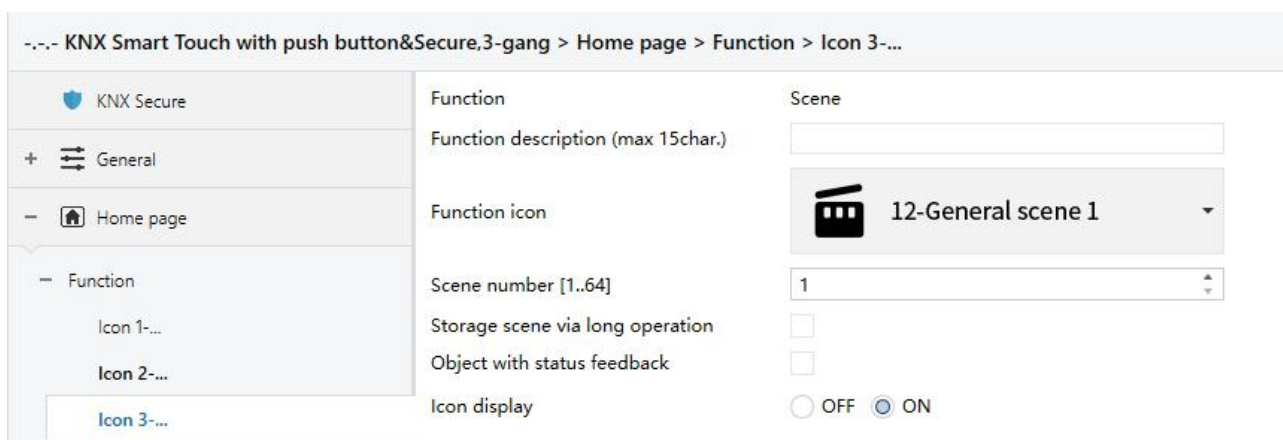 -.-.- KNX Smart Touch with push button&Secure,3-gang > Home page > Function > Icon 3-...
KNX Secure
+ General
− Home page
− Function
Icon 1-...
Icon 2-...
Icon 3-...
Function Scene
Function description (max 15char.)
Function icon 12-General scene 1
Scene number [1..64] 1
Storage scene via long operation
Object with status feedback
Icon display OFF ON